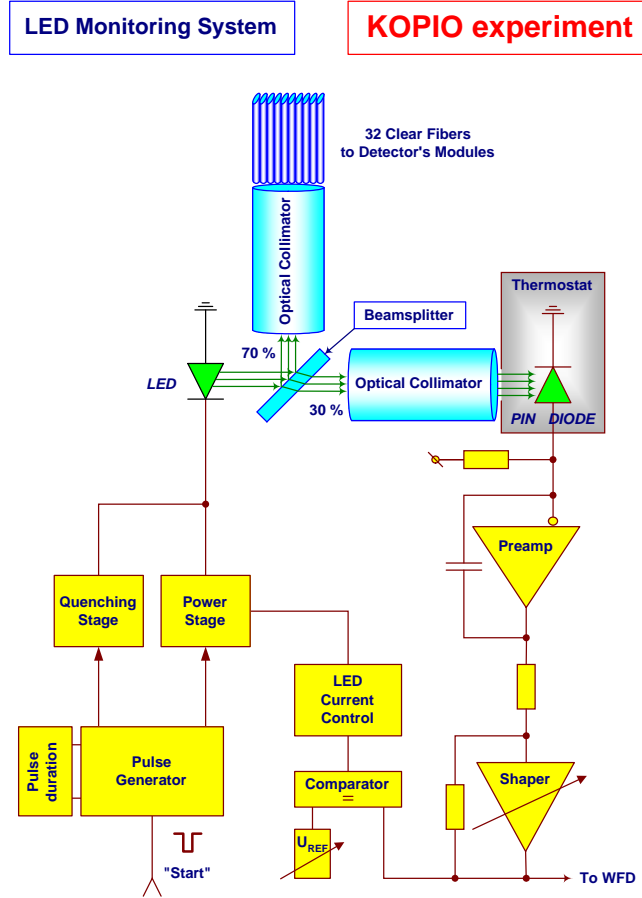 LED Monitoring System
KOPIO experiment
32 Clear Fibers
to Detector's Modules
Optical Collimator
Thermostat
Beamsplitter
70 %
LED
Optical Collimator
30 %
PIN DIODE
Preamp
Quenching
Stage
Power
Stage
LED
Current
Control
Pulse
duration
Pulse
Generator
Comparator
=
Shaper
UREF
"Start"
To WFD